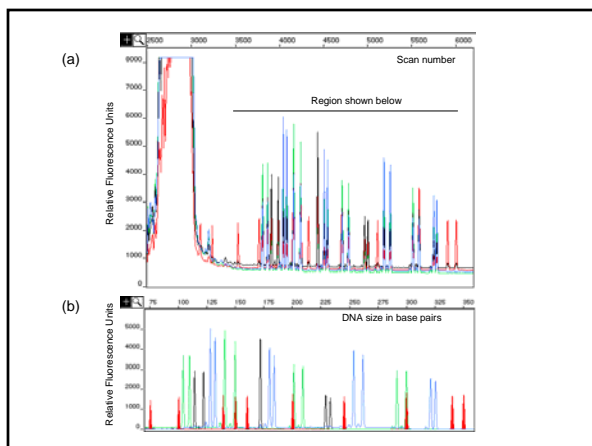 2500 3000 3500 4000 4500 5000 5500 6000
(a)
Scan number
Region shown below
Relative Fluorescence Units
8000
7000
6000
5000
4000
3000
2000
1000
0
(b)
75 100 125 150 175 200 225 250 275 300 325 350
DNA size in base pairs
Relative Fluorescence Units
5000
4000
3000
2000
1000
0